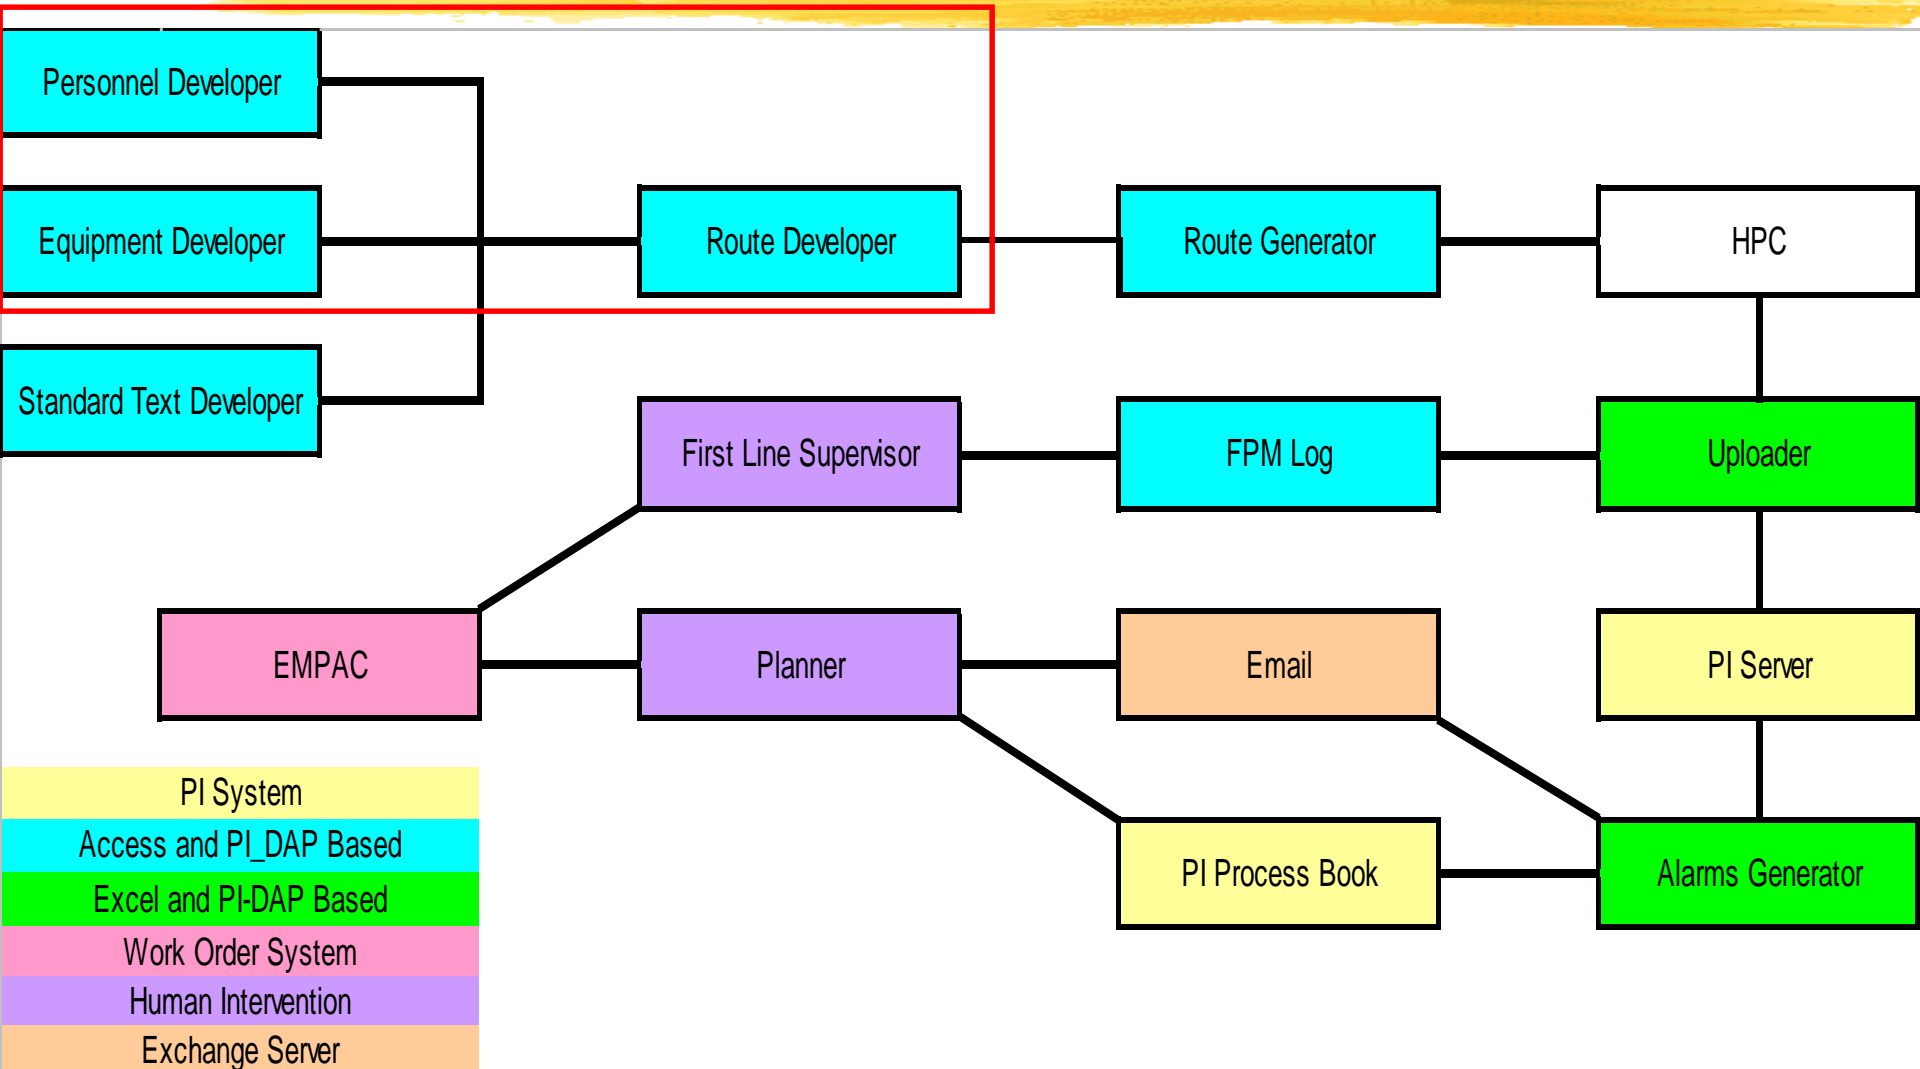 Personnel Developer
Equipment Developer
Route Developer
Route Generator
HPC
Standard Text Developer
First Line Supervisor
FPM Log
Uploader
EMPAC
Planner
Email
PI Server
PI Process Book
Alarms Generator
PI System
Access and PI_DAP Based
Excel and PI-DAP Based
Work Order System
Human Intervention
Exchange Server